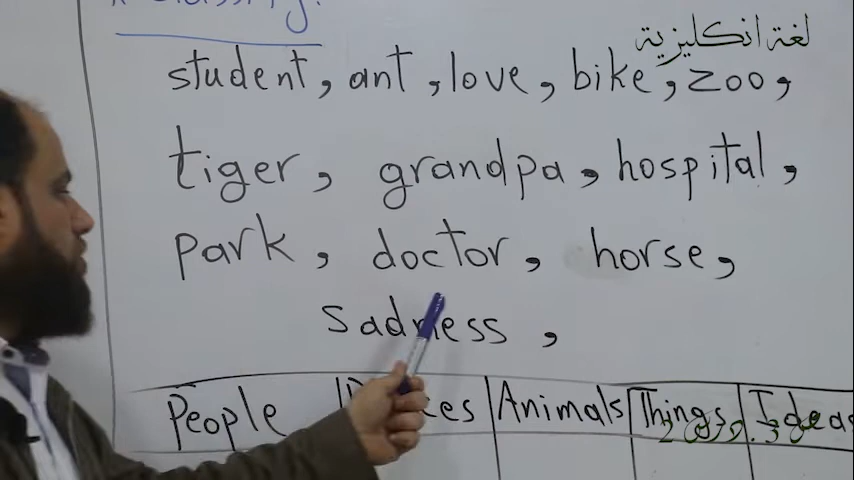 لغة انكليزية
student, ant, love, bike, zoo,
tiger, grandpa, hospital,
park, doctor, horse,
sadness,
People Animals Things Ideas